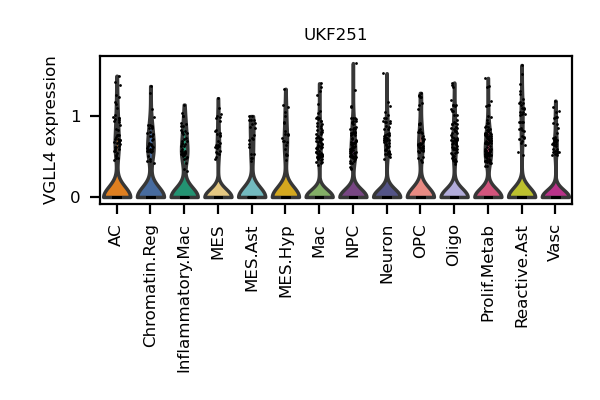 UKF251
VGLL4 expression
1
0
AC
Chromatin.Reg
Inflammatory.Mac
MES
MES.Ast
MES.Hyp
Mac
NPC
Neuron
OPC
Oligo
Prolif.Metab
Reactive.Ast
Vasc